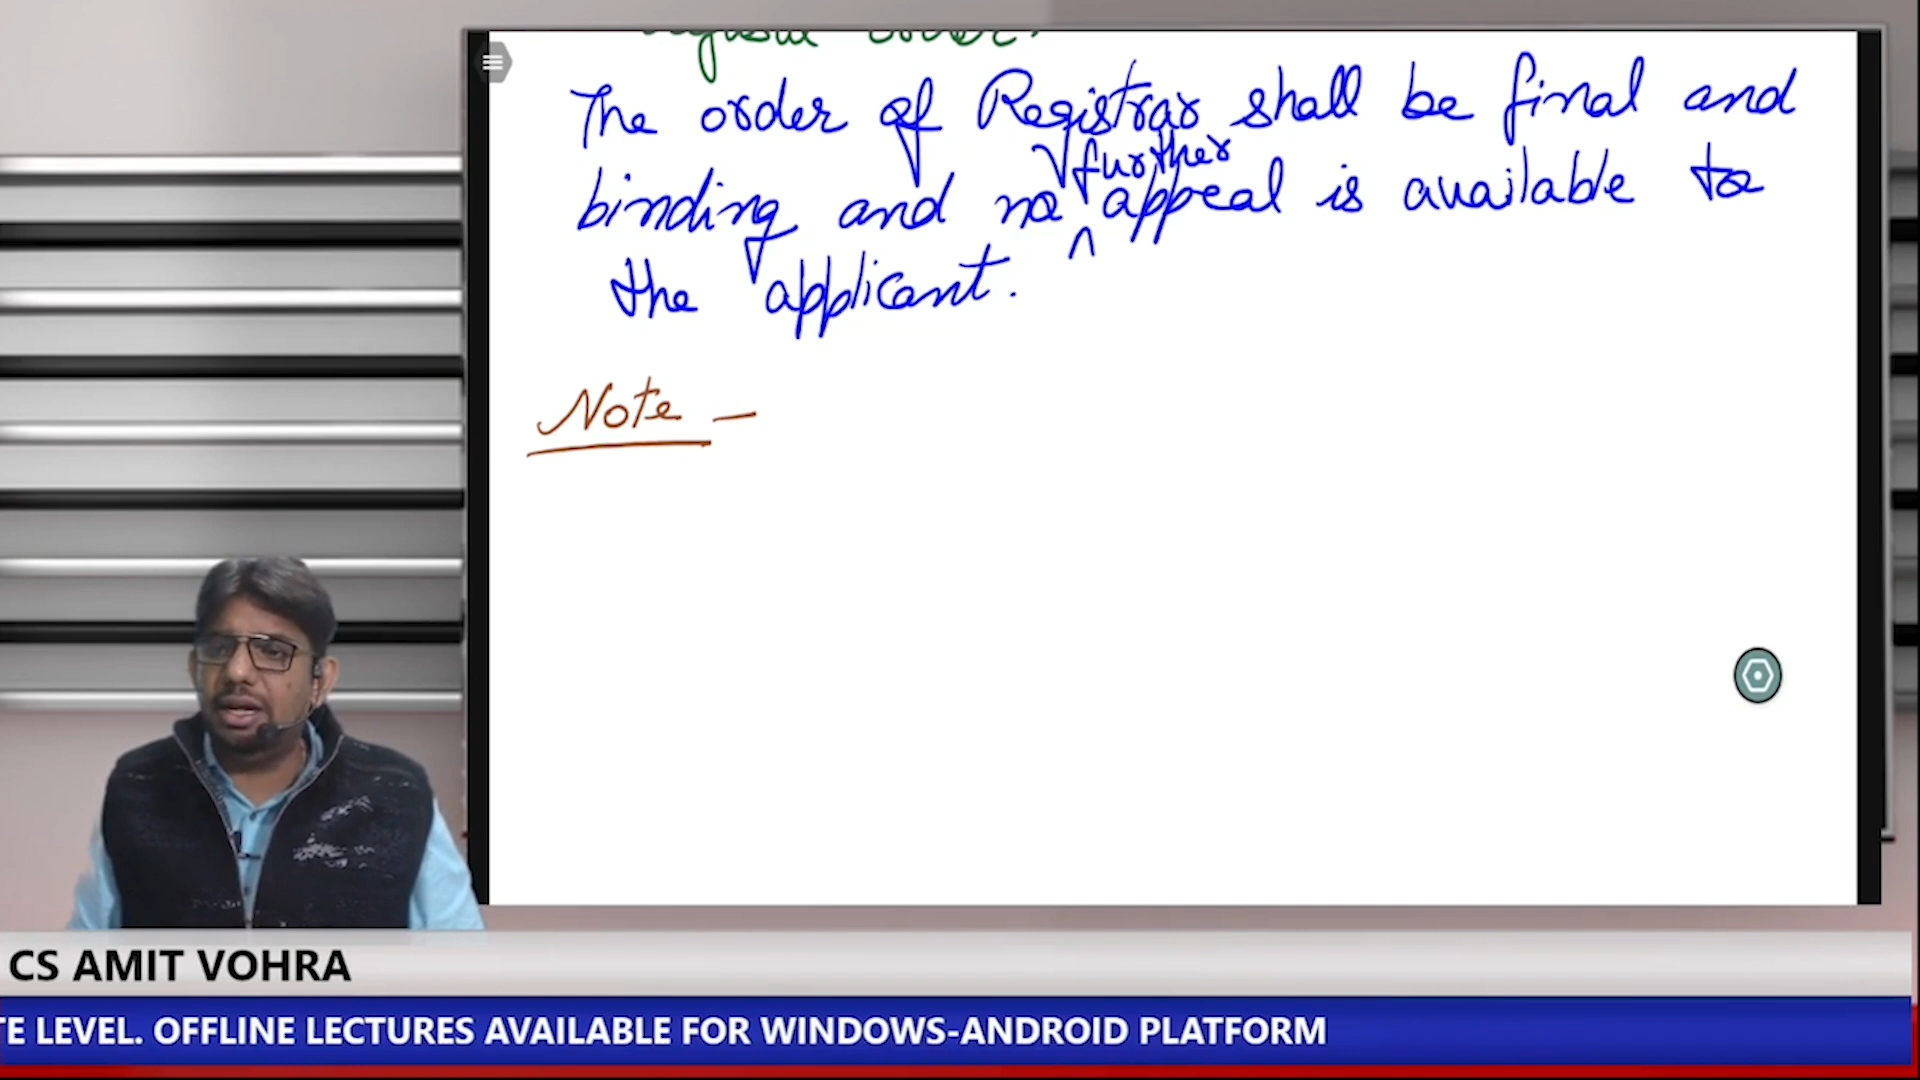 The order of Registrar shall be final and
binding and no further appeal is available to
the applicant.
Note -
CS AMIT VOHRA
TE LEVEL. OFFLINE LECTURES AVAILABLE FOR WINDOWS-ANDROID PLATFORM